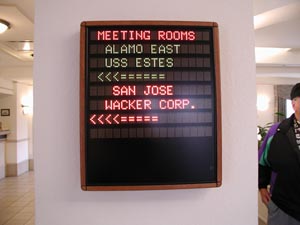 MEETING ROOMS
ALAMO EAST
USS ESTES
<<<======
SAN JOSE
WACKER CORP.
<<<<=====